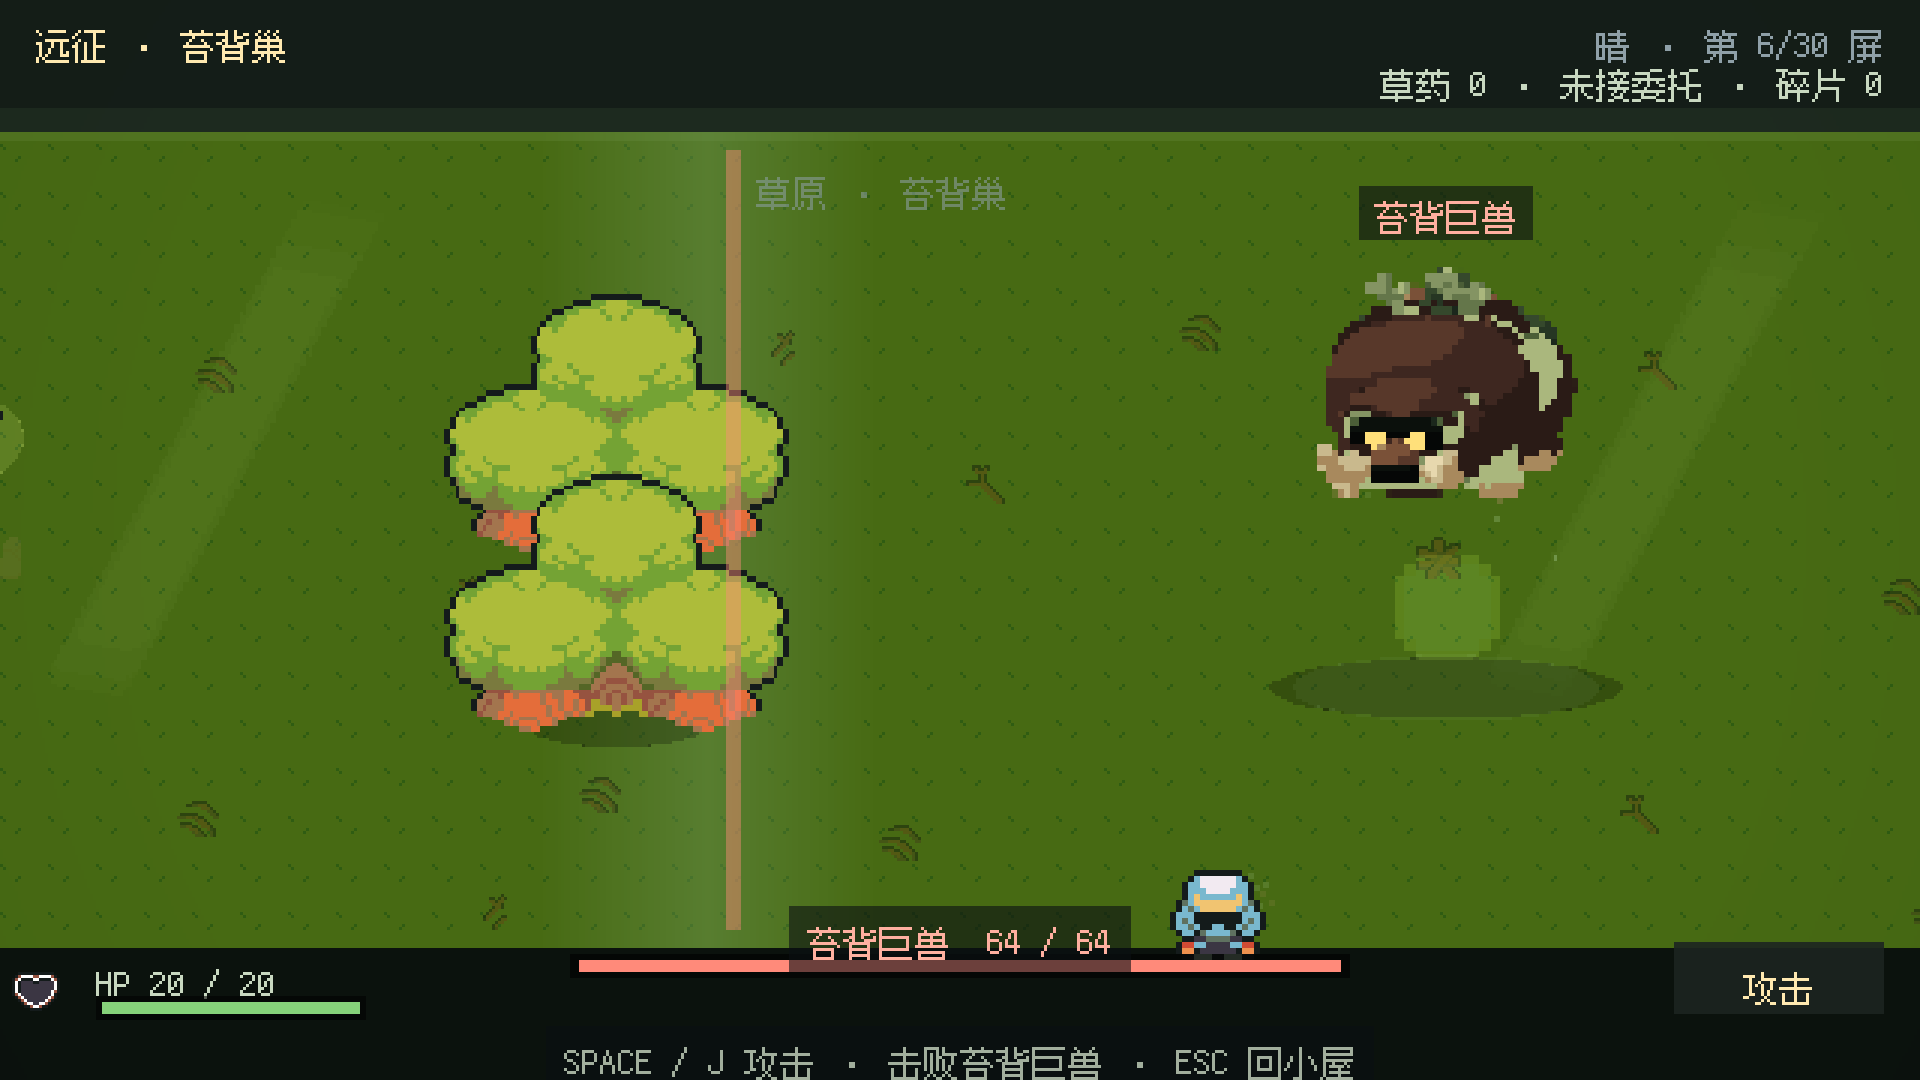 远征 · 苔背巢
晴 · 第 6/30 屏
草药 0 · 未接委托 · 碎片 0
草原 · 苔背巢
苔背巨兽
苔背巨兽 64 / 64
HP 20 / 20
攻击
SPACE / J 攻击 · 击败苔背巨兽 · ESC 回小屋